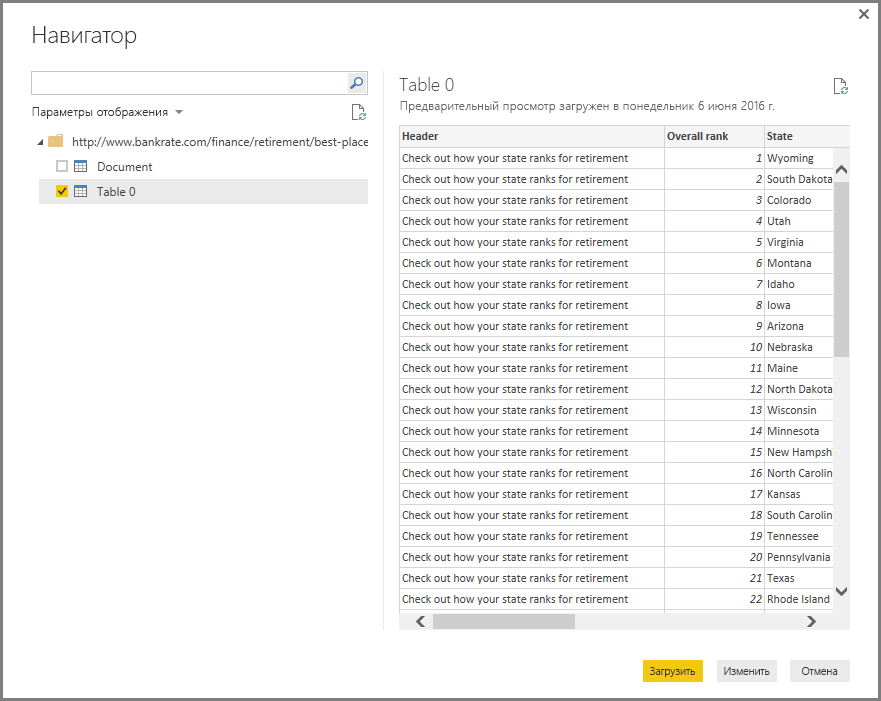 Навигатор
Параметры отображения
http://www.bankrate.com/finance/retirement/best-place
Document
Table 0
Table 0
Предварительный просмотр загружен в понедельник 6 июня 2016 г.
Header Overall rank State
Check out how your state ranks for retirement 1 Wyoming
Check out how your state ranks for retirement 2 South Dakota
Check out how your state ranks for retirement 3 Colorado
Check out how your state ranks for retirement 4 Utah
Check out how your state ranks for retirement 5 Virginia
Check out how your state ranks for retirement 6 Montana
Check out how your state ranks for retirement 7 Idaho
Check out how your state ranks for retirement 8 Iowa
Check out how your state ranks for retirement 9 Arizona
Check out how your state ranks for retirement 10 Nebraska
Check out how your state ranks for retirement 11 Maine
Check out how your state ranks for retirement 12 North Dakota
Check out how your state ranks for retirement 13 Wisconsin
Check out how your state ranks for retirement 14 Minnesota
Check out how your state ranks for retirement 15 New Hampsh
Check out how your state ranks for retirement 16 North Carolin
Check out how your state ranks for retirement 17 Kansas
Check out how your state ranks for retirement 18 South Carolin
Check out how your state ranks for retirement 19 Tennessee
Check out how your state ranks for retirement 20 Pennsylvania
Check out how your state ranks for retirement 21 Texas
Check out how your state ranks for retirement 22 Rhode Island
Загрузить Изменить Отмена